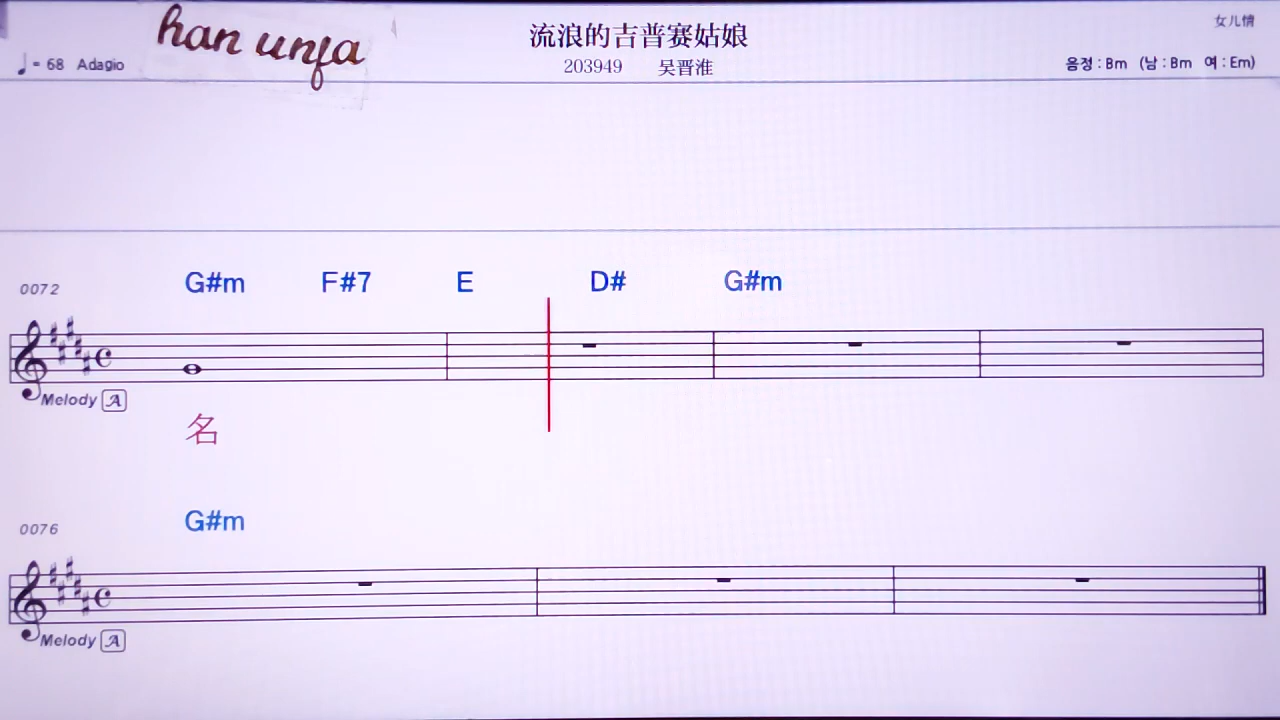 han unfa
流浪的吉普赛姑娘
女儿情
♩= 68 Adagio
203949 吴晋淮
음정 : Bm (남 : Bm 여 : Em)
G#m F#7 E D# G#m
0072
Melody A
名
G#m
0076
Melody A